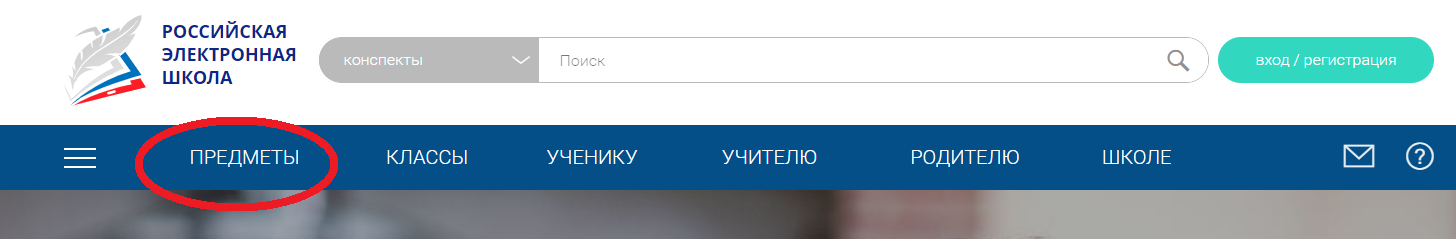 РОССИЙСКАЯ
ЭЛЕКТРОННАЯ
ШКОЛА
конспекты
Поиск
вход / регистрация
ПРЕДМЕТЫ
КЛАССЫ
УЧЕНИКУ
УЧИТЕЛЮ
РОДИТЕЛЮ
ШКОЛЕ
?